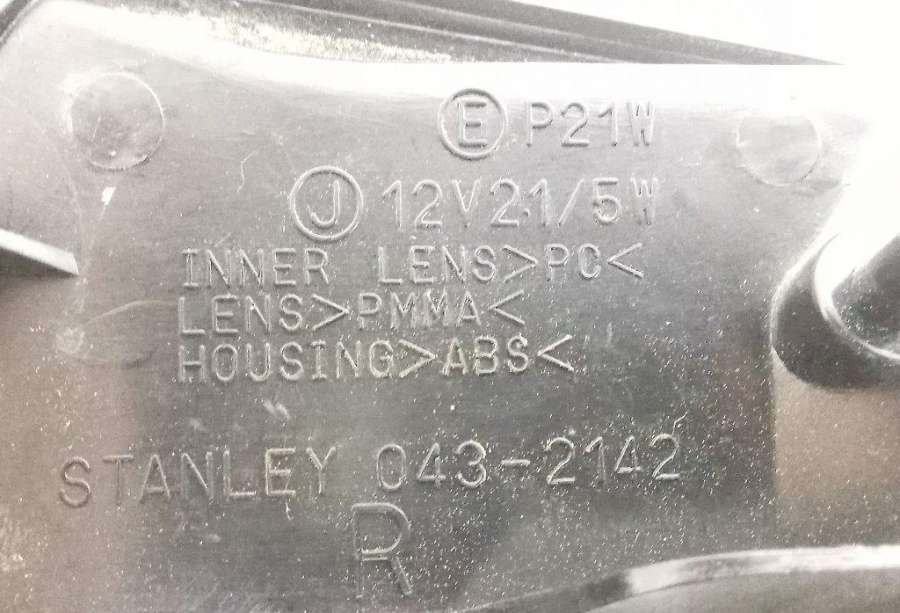 E P21W
J 12V21/5W
INNER LENS>PC<
LENS>PMMA<
HOUSING>ABS<
STANLEY 043-2142
R